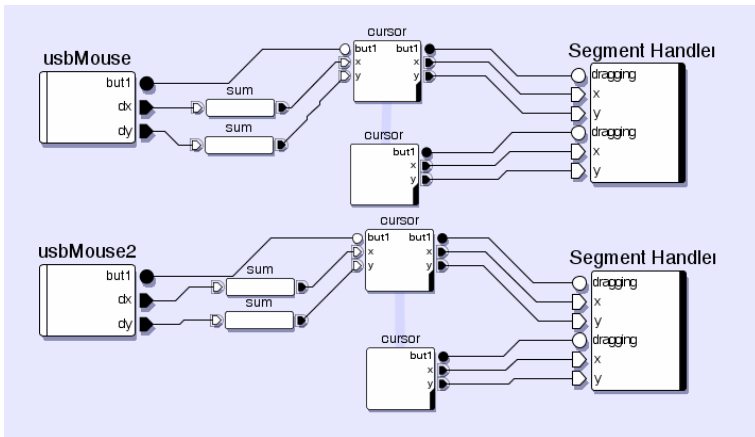 usbMouse
but1
dx
dy
sum
sum
cursor
but1 but1
x x
y y
cursor
but1
x
y
Segment Handler
dragging
x
y
dragging
x
y
usbMouse2
but1
dx
dy
sum
sum
cursor
but1 but1
x x
y y
cursor
but1
x
y
Segment Handler
dragging
x
y
dragging
x
y